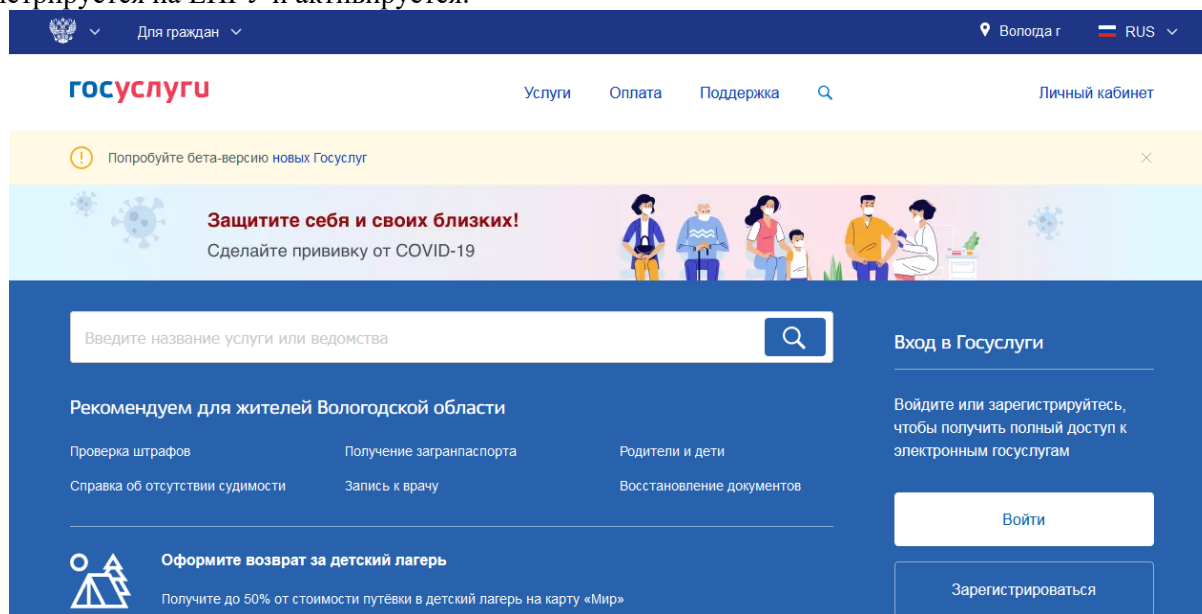 Для граждан
Вологда г
RUS
госуслуги
Услуги Оплата Поддержка
Личный кабинет
Попробуйте бета-версию новых Госуслуг
Защитите себя и своих близких!
Сделайте прививку от COVID-19
Введите название услуги или ведомства
Рекомендуем для жителей Вологодской области
Проверка штрафов
Получение загранпаспорта
Родители и дети
Справка об отсутствии судимости
Запись к врачу
Восстановление документов
Оформите возврат за детский лагерь
Получите до 50% от стоимости путёвки в детский лагерь на карту «Мир»
Вход в Госуслуги
Войдите или зарегистрируйтесь,
чтобы получить полный доступ к
электронным госуслугам
Войти
Зарегистрироваться